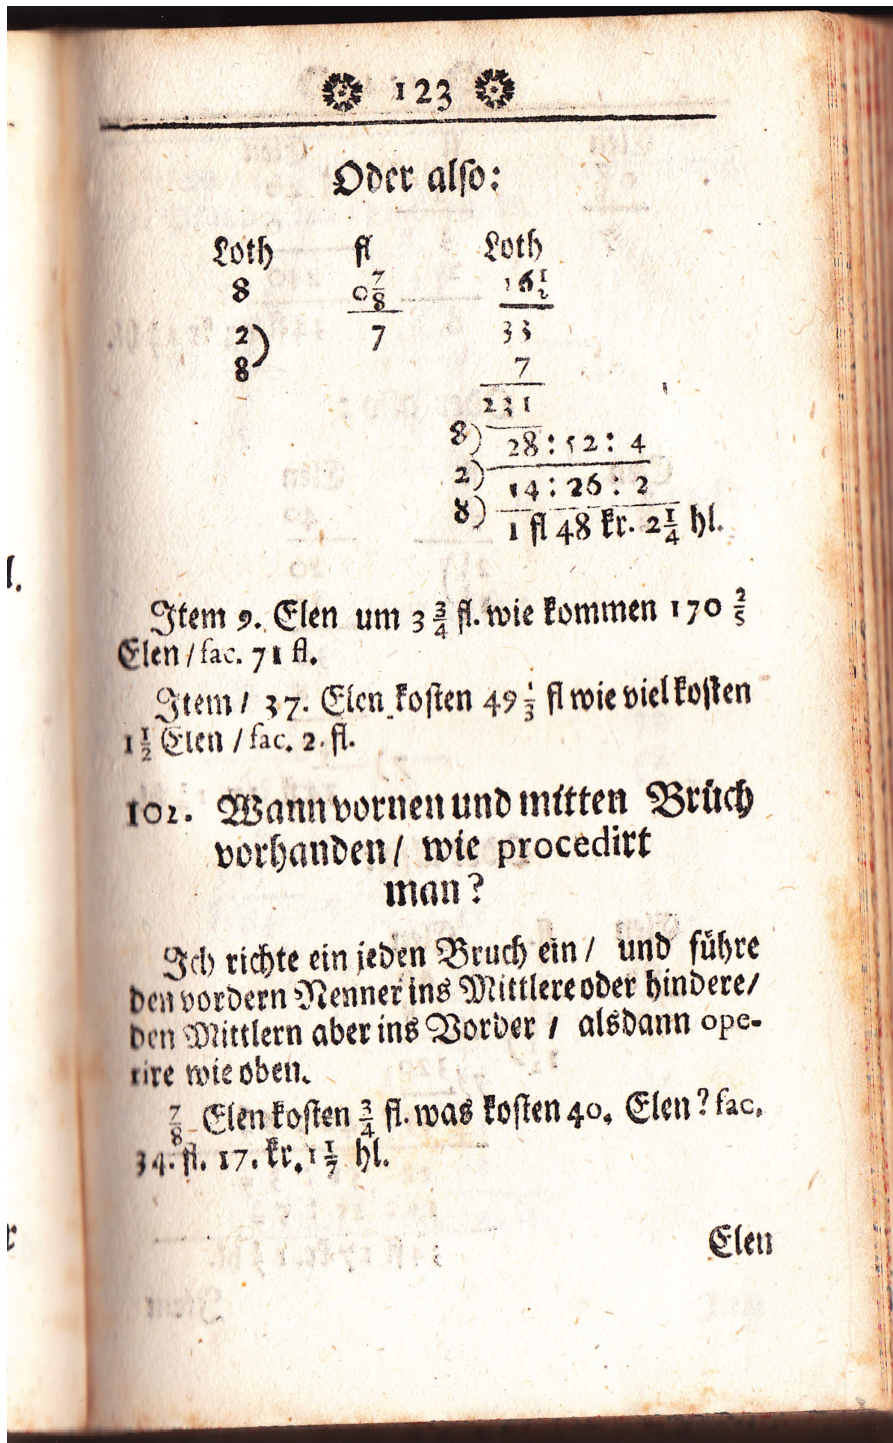 123
Oder alſo:
Loth fl Loth
8 0 7/8 16 1/2
2) 7 33
8 7
231
8) 28 : 52 : 4
2) 14 : 26 : 2
8) 1 fl 48 kr. 2 1/4 hl.
Item 9. Elen um 3 3/4 fl. wie kommen 170 2/5
Elen / fac. 71 fl.
Item / 37. Elen koſten 49 1/3 fl wie viel koſten
1 1/2 Elen / fac. 2. fl.
102. Wann vornen und mitten Brüch
vorhanden / wie procedirt
man?
Ich richte ein jeden Bruch ein / und führe
den vordern Nenner ins Mittlere oder hindere /
den Mittlern aber ins Vorder / alsdann ope-
rire wie oben.
7/8 Elen koſten 3/4 fl. was koſten 40. Elen? fac.
34. fl. 17. kr. 1 1/7 hl.
Elen